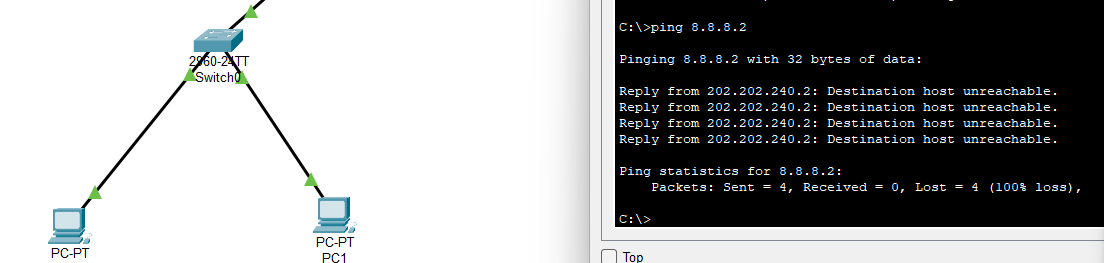 2960-24TT
Switch0
PC-PT
PC-PT
PC1
C:\>ping 8.8.8.2
Pinging 8.8.8.2 with 32 bytes of data:
Reply from 202.202.240.2: Destination host unreachable.
Reply from 202.202.240.2: Destination host unreachable.
Reply from 202.202.240.2: Destination host unreachable.
Reply from 202.202.240.2: Destination host unreachable.
Ping statistics for 8.8.8.2:
Packets: Sent = 4, Received = 0, Lost = 4 (100% loss),
C:\>
Top